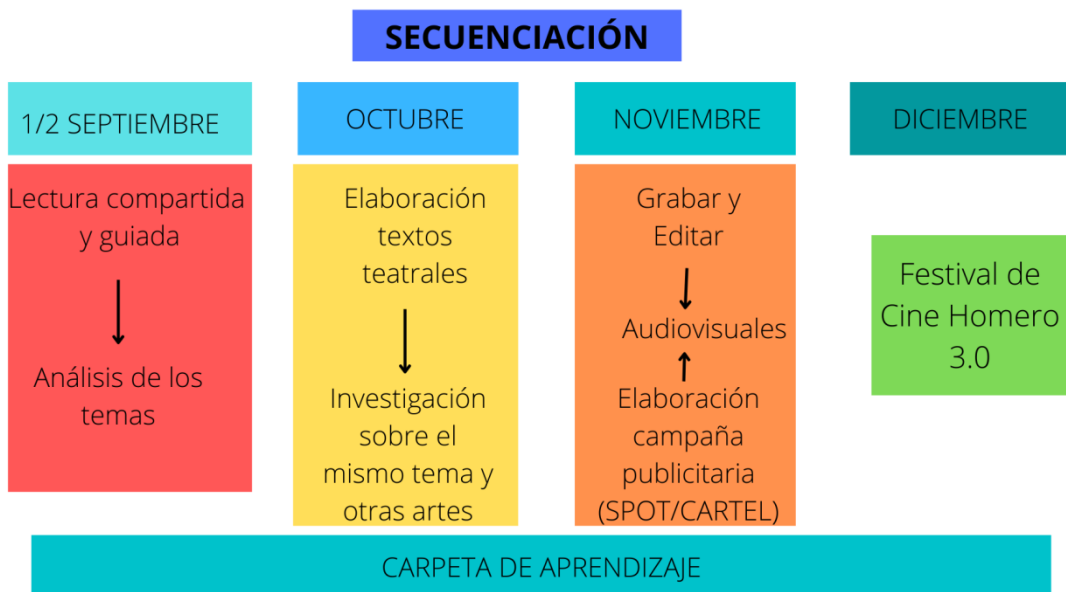 SECUENCIACIÓN
1/2 SEPTIEMBRE
Lectura compartida
y guiada
Análisis de los
temas
OCTUBRE
Elaboración
textos
teatrales
Investigación
sobre el
mismo tema y
otras artes
NOVIEMBRE
Grabar y
Editar
Audiovisuales
Elaboración
campaña
publicitaria
(SPOT/CARTEL)
DICIEMBRE
Festival de
Cine Homero
3.0
CARPETA DE APRENDIZAJE